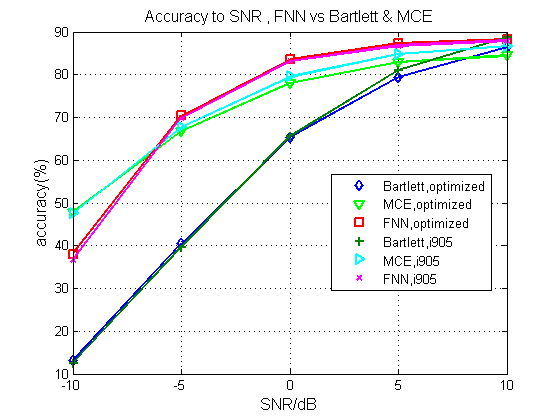 Accuracy to SNR , FNN vs Bartlett & MCE
90
80
70
60
50
40
30
20
10
accuracy(%)
Bartlett,optimized
MCE,optimized
FNN,optimized
Bartlett,i905
MCE,i905
FNN,i905
-10 -5 0 5 10
SNR/dB